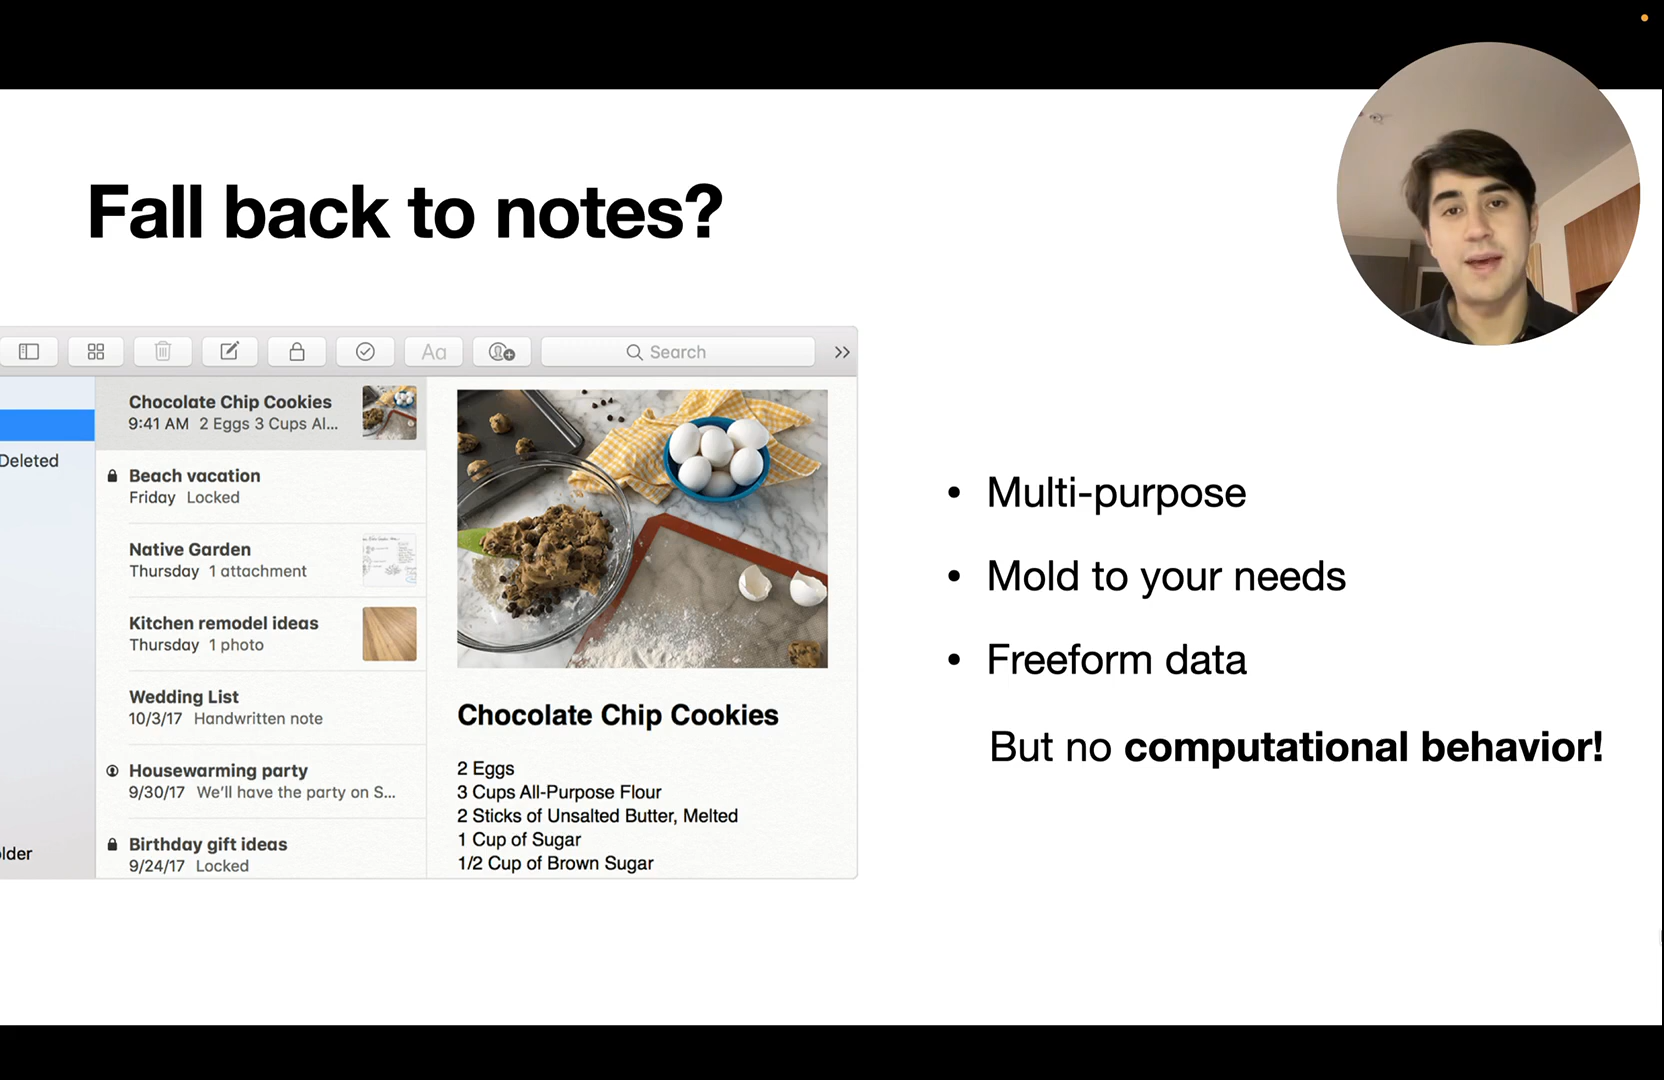 Fall back to notes?
Aa
Search
Deleted
older
Chocolate Chip Cookies
9:41 AM 2 Eggs 3 Cups Al...
Beach vacation
Friday Locked
Native Garden
Thursday 1 attachment
Kitchen remodel ideas
Thursday 1 photo
Wedding List
10/3/17 Handwritten note
Housewarming party
9/30/17 We'll have the party on S...
Birthday gift ideas
9/24/17 Locked
Chocolate Chip Cookies
2 Eggs
3 Cups All-Purpose Flour
2 Sticks of Unsalted Butter, Melted
1 Cup of Sugar
1/2 Cup of Brown Sugar
• Multi-purpose
• Mold to your needs
• Freeform data
But no computational behavior!